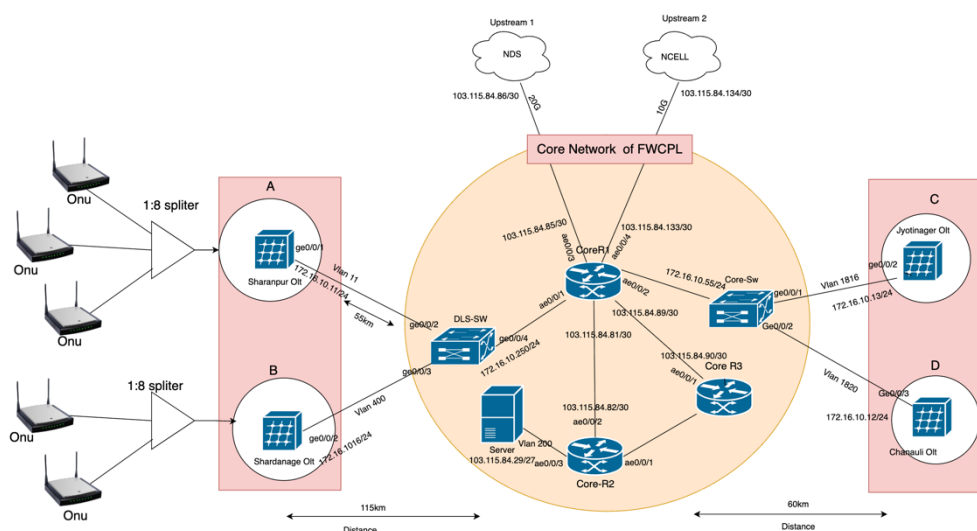 Upstream 1
Upstream 2
NDS
NCELL
103.115.84.86/30
20G
10G
103.115.84.134/30
Core Network of FWCPL
Onu
1:8 spliter
Onu
Onu
A
ge0/0/1
Sharanpur Olt
172.16.10.11/24
Vlan 11
55km
103.115.84.85/30
ae0/0/3
103.115.84.133/30
ae0/0/4
CoreR1
ae0/0/2
ae0/0/1
172.16.10.55/24
Core-Sw
ge0/0/1
Ge0/0/2
Vlan 1816
172.16.10.13/24
C
Jyotinager Olt
ge0/0/2
ge0/0/2
DLS-SW
ge0/0/4
ge0/0/3
172.16.10.250/24
103.115.84.89/30
103.115.84.81/30
103.115.84.90/30
Core R3
ae0/0/1
Vlan 1820
D
Ge0/0/3
172.16.10.12/24
Chanauli Olt
1:8 spliter
Onu
Onu
B
ge0/0/2
Shardanage Olt
Vlan 400
172.16.1016/24
103.115.84.82/30
ae0/0/2
Server
Vlan 200
103.115.84.29/27
ae0/0/3
ae0/0/1
Core-R2
115km
Distance
60km
Distance